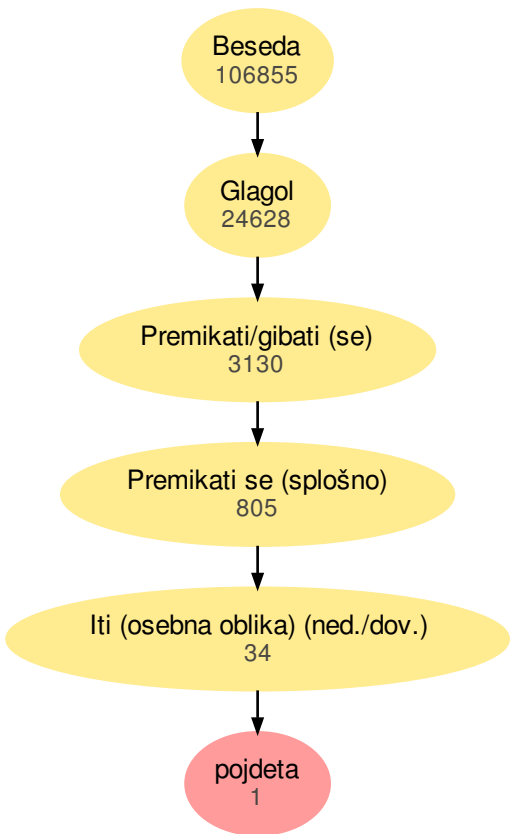 Beseda
106855
Glagol
24628
Premikati/gibati (se)
3130
Premikati se (splošno)
805
Iti (osebna oblika) (ned./dov.)
34
pojdeta
1